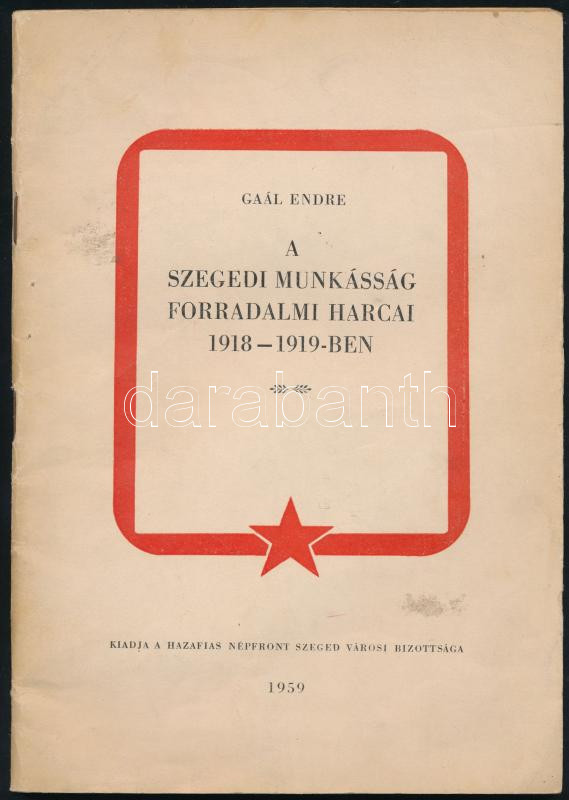 GAÁL ENDRE
A
SZEGEDI MUNKÁSSÁG
FORRADALMI HARCAI
1918 – 1919-BEN
darabanth
KIADJA A HAZAFIAS NÉPFRONT SZEGED VÁROSI BIZOTTSÁGA
1959